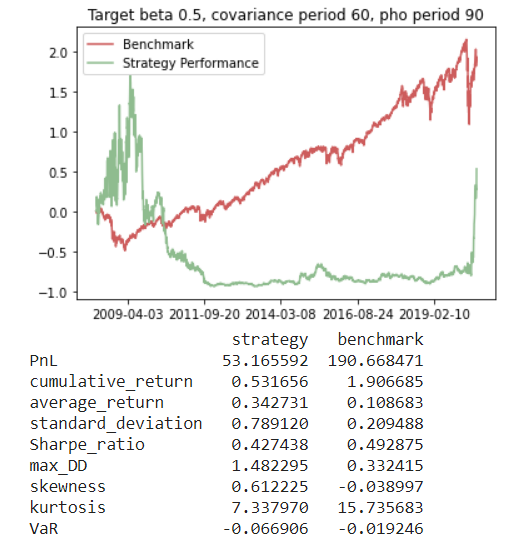 Target beta 0.5, covariance period 60, pho period 90
Benchmark
Strategy Performance
2.0
1.5
1.0
0.5
0.0
−0.5
−1.0
2009-04-03 2011-09-20 2014-03-08 2016-08-24 2019-02-10
strategy benchmark
PnL 53.165592 190.668471
cumulative_return 0.531656 1.906685
average_return 0.342731 0.108683
standard_deviation 0.789120 0.209488
Sharpe_ratio 0.427438 0.492875
max_DD 1.482295 0.332415
skewness 0.612225 -0.038997
kurtosis 7.337970 15.735683
VaR -0.066906 -0.019246